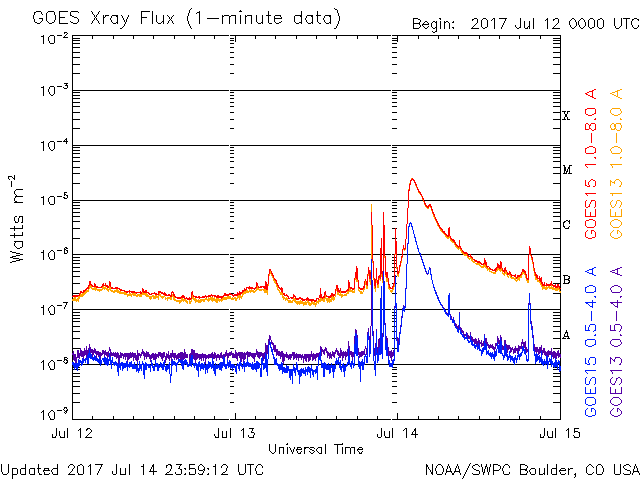 GOES Xray Flux (1-minute data)
Begin: 2017 Jul 12 0000 UTC
10-2
10-3
10-4
10-5
10-6
10-7
10-8
10-9
Watts m-2
X
M
C
B
A
GOES15 1.0-8.0 A
GOES13 1.0-8.0 A
GOES15 0.5-4.0 A
GOES13 0.5-4.0 A
Jul 12
Jul 13
Jul 14
Jul 15
Universal Time
Updated 2017 Jul 14 23:59:12 UTC
NOAA/SWPC Boulder, CO USA